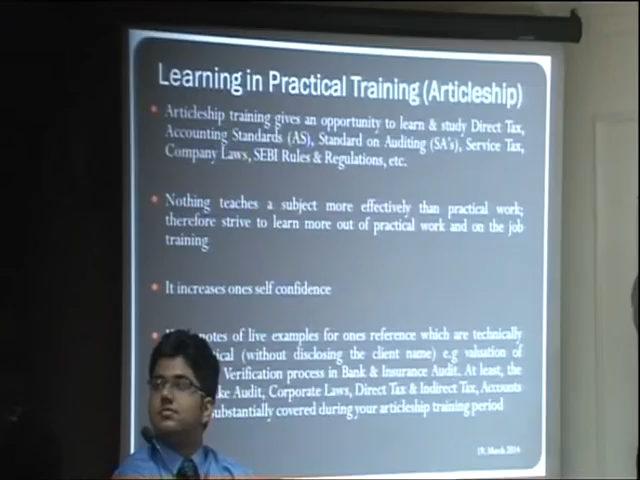 Learning in Practical Training (Articleship)
Articleship training gives an opportunity to learn & study Direct Tax,
Accounting Standards (AS), Standard on Auditing (SA's), Service Tax,
Company Laws, SEBI Rules & Regulations, etc.
Nothing teaches a subject more effectively than practical work;
therefore strive to learn more out of practical work and on the job
training
It increases ones self confidence
notes of live examples for ones reference which are technically
(without disclosing the client name) e.g valuation of
Verification process in Bank & Insurance Audit. At least, the
Audit, Corporate Laws, Direct Tax & Indirect Tax, Accounts
substantially covered during your articleship training period
19, March 2014